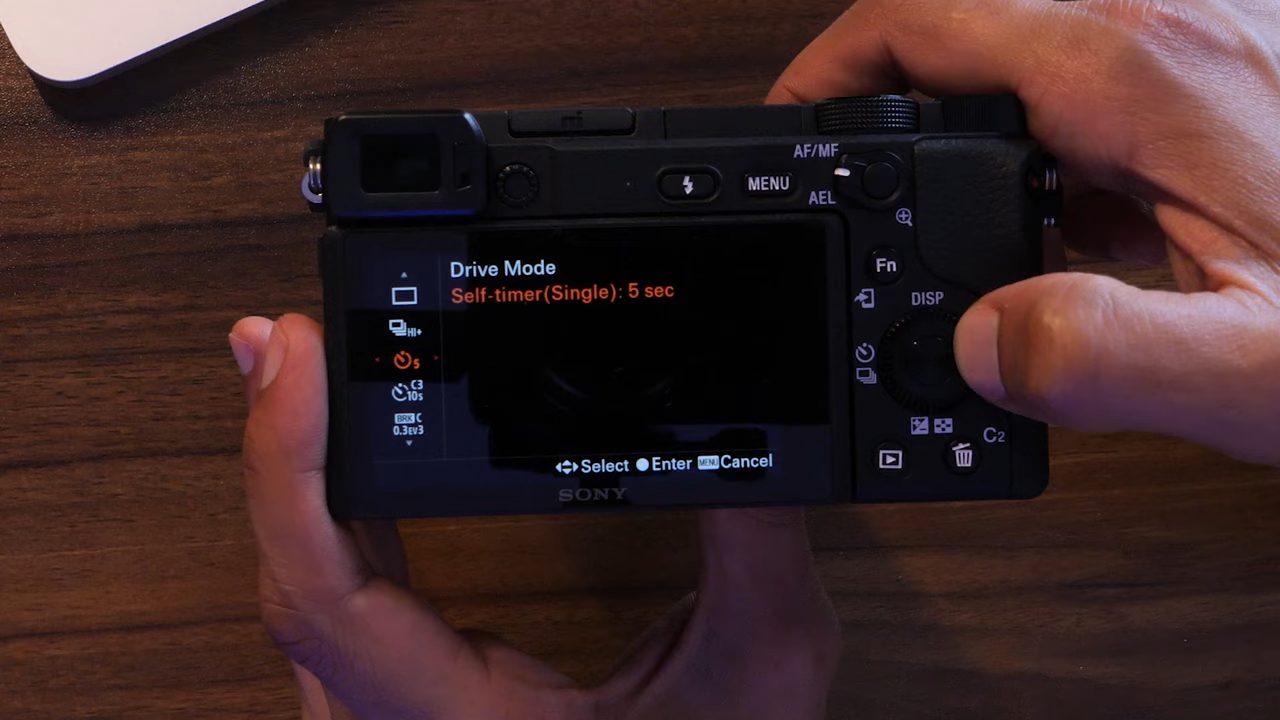 AF/MF
MENU
AEL
Fn
DISP
Drive Mode
Self-timer(Single): 5 sec
HI+
5
C3
10s
BRK C
0.3EV3
Select Enter MENU Cancel
C2
SONY